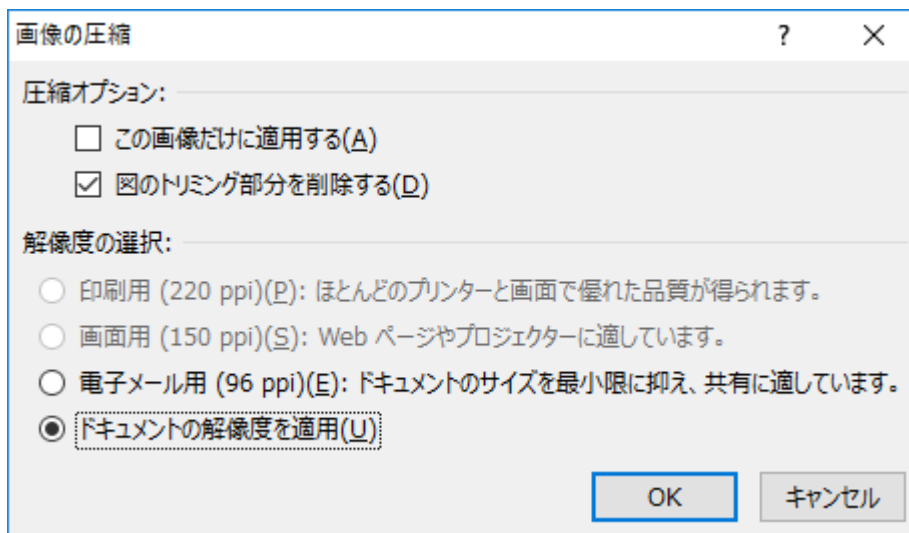 画像の圧縮
圧縮オプション:
この画像だけに適用する(A)
図のトリミング部分を削除する(D)
解像度の選択:
印刷用 (220 ppi)(P): ほとんどのプリンターと画面で優れた品質が得られます。
画面用 (150 ppi)(S): Web ページやプロジェクターに適しています。
電子メール用 (96 ppi)(E): ドキュメントのサイズを最小限に抑え、共有に適しています。
ドキュメントの解像度を適用(U)
OK キャンセル